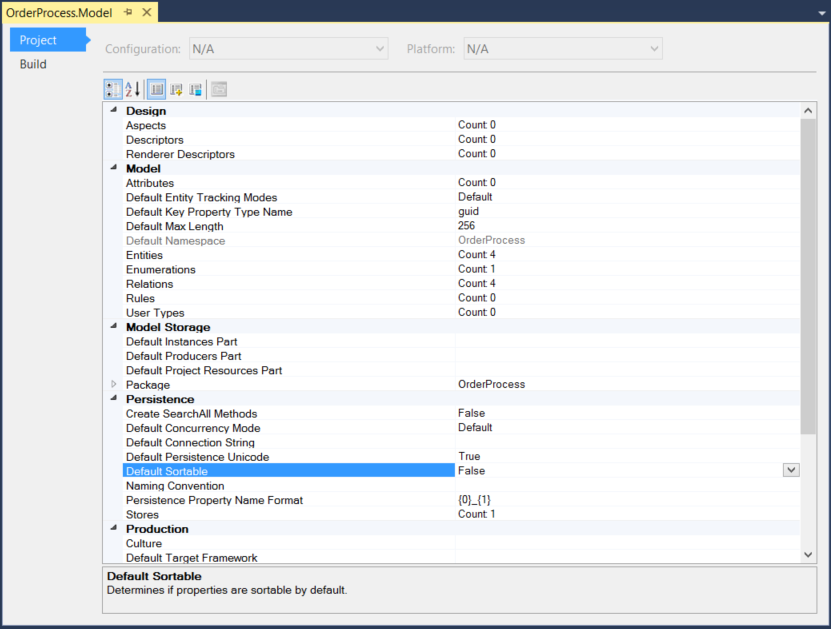 OrderProcess.Model
Project
Build
Configuration: N/A Platform: N/A
Design
Aspects Count: 0
Descriptors Count: 0
Renderer Descriptors Count: 0
Model
Attributes Count: 0
Default Entity Tracking Modes Default
Default Key Property Type Name guid
Default Max Length 256
Default Namespace OrderProcess
Entities Count: 4
Enumerations Count: 1
Relations Count: 4
Rules Count: 0
User Types Count: 0
Model Storage
Default Instances Part
Default Producers Part
Default Project Resources Part
Package OrderProcess
Persistence
Create SearchAll Methods False
Default Concurrency Mode Default
Default Connection String
Default Persistence Unicode True
Default Sortable False
Naming Convention
Persistence Property Name Format {0}_{1}
Stores Count: 1
Production
Culture
Default Target Framework
Default Sortable
Determines if properties are sortable by default.